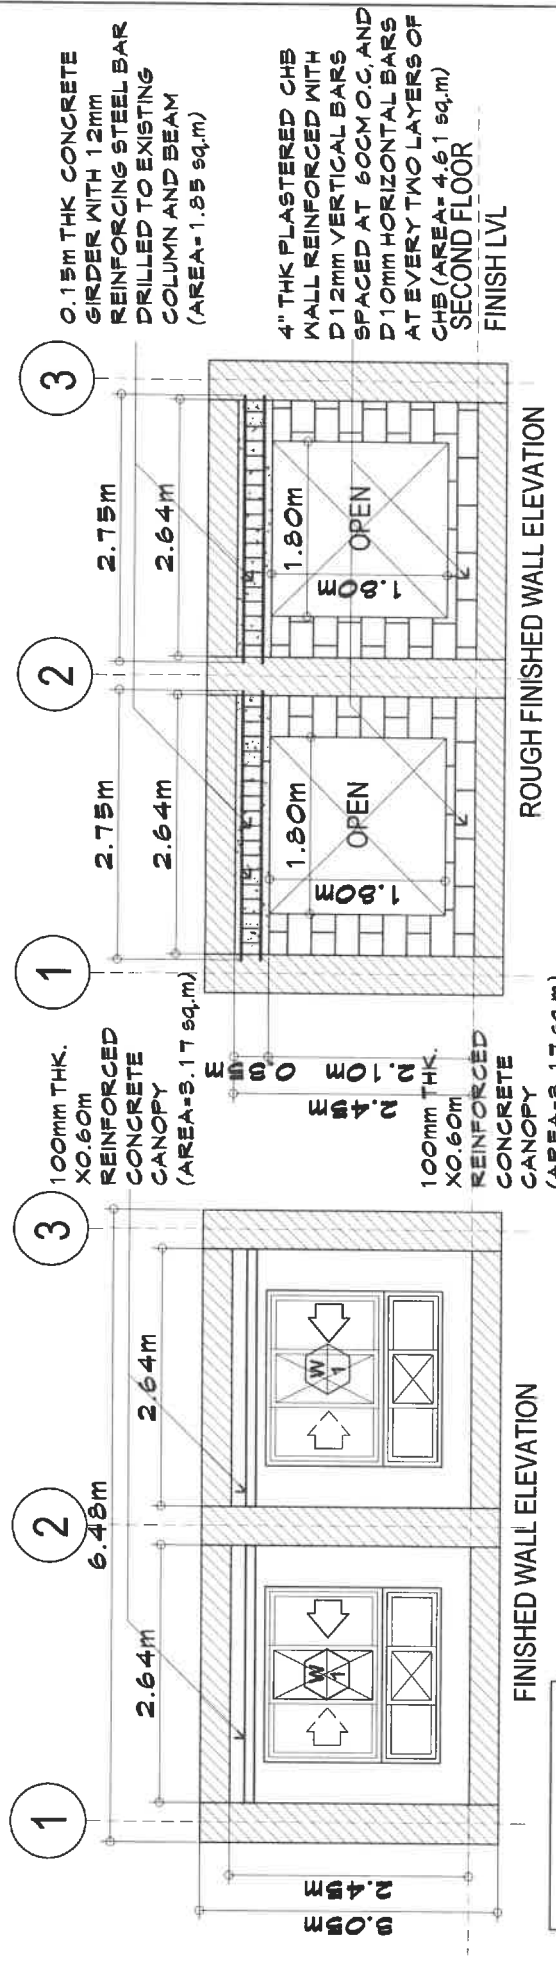 1
2
3
6.48m
2.64m
2.64m
100mm THK.
X0.60m
REINFORCED
CONCRETE
CANOPY
(AREA=3.17 sq.m)
3.05m
2.45m
W
1
W
1
FINISHED WALL ELEVATION
1
2
3
2.75m
2.75m
2.64m
2.64m
0.15m THK CONCRETE
GIRDER WITH 12mm
REINFORCING STEEL BAR
DRILLED TO EXISTING
COLUMN AND BEAM
(AREA=1.85 sq.m)
0.35m
2.10m
2.45m
1.80m
1.80m
OPEN
1.80m
1.80m
OPEN
4" THK PLASTERED CHB
WALL REINFORCED WITH
D12mm VERTICAL BARS
SPACED AT 60CM O.C, AND
D10mm HORIZONTAL BARS
AT EVERY TWO LAYERS OF
CHB (AREA= 4.61 sq.m)
SECOND FLOOR
FINISH LVL
100mm THK.
X0.60m
REINFORCED
CONCRETE
CANOPY
(AREA=3.17 sq.m)
ROUGH FINISHED WALL ELEVATION